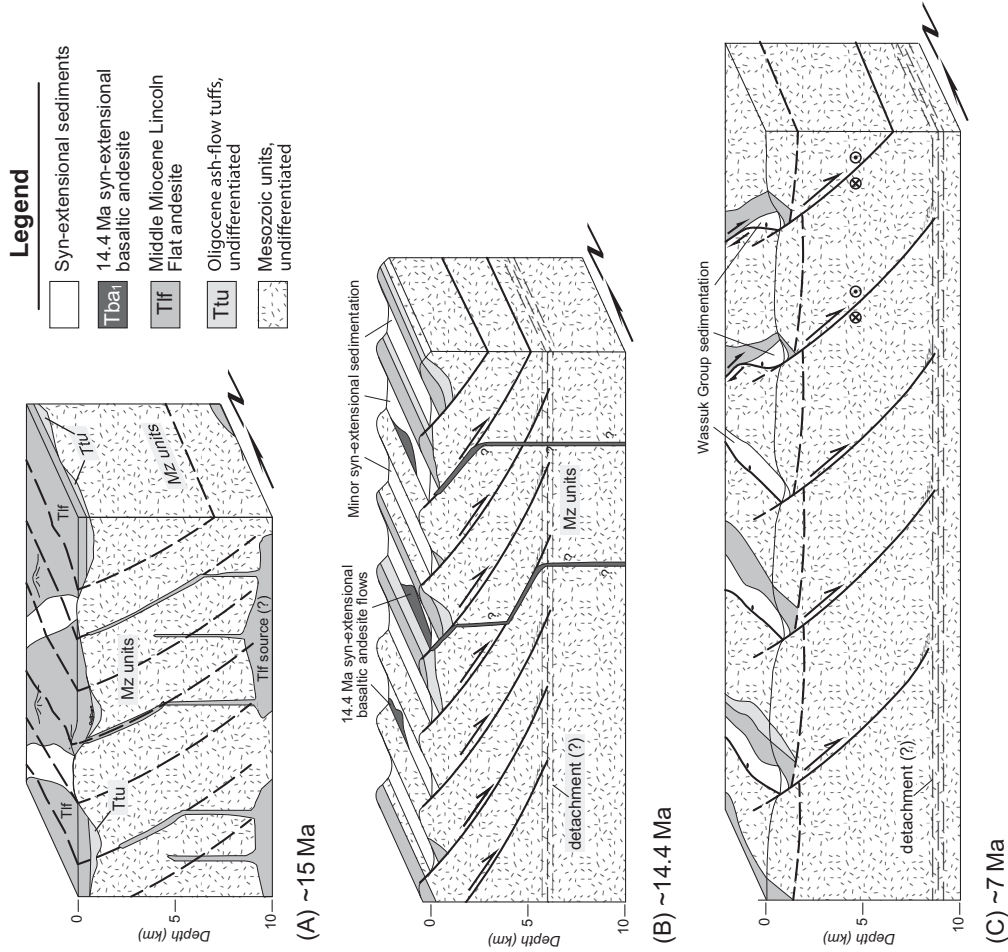 Legend
Syn-extensional sediments
Tba1
14.4 Ma syn-extensional
basaltic andesite
Tlf
Middle Miocene Lincoln
Flat andesite
Ttu
Oligocene ash-flow tuffs,
undifferentiated
Mesozoic units,
undifferentiated
Depth (km)
0
5
10
Tlf
Ttu
Mz units
Tlf source (?)
Tlf
Ttu
Mz units
N
(A) ~15 Ma
Depth (km)
0
5
10
14.4 Ma syn-extensional
basaltic andesite flows
Minor syn-extensional sedimentation
detachment (?)
Mz units
?
?
?
?
?
?
N
(B) ~14.4 Ma
Depth (km)
0
5
10
Wassuk Group sedimentation
detachment (?)
N
(C) ~7 Ma